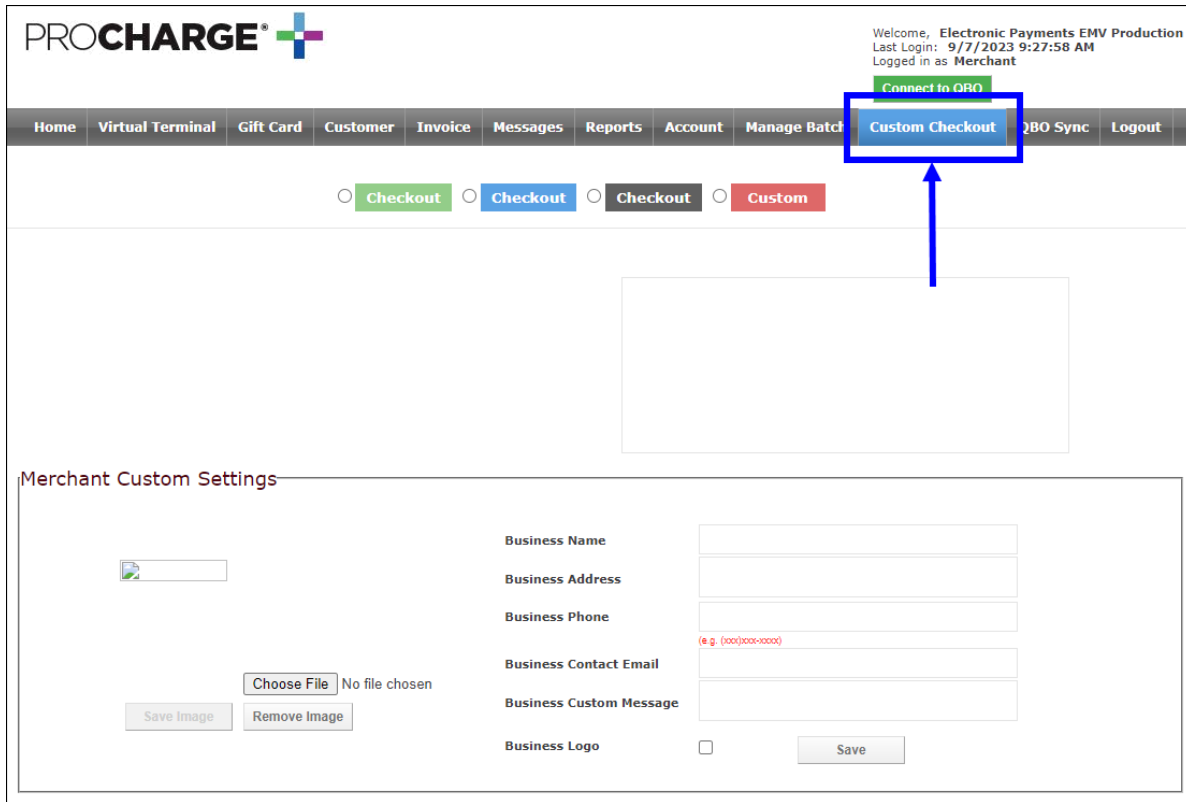 PROCHARGE®
Welcome, Electronic Payments EMV Production
Last Login: 9/7/2023 9:27:58 AM
Logged in as Merchant
Connect to QBO
Home Virtual Terminal Gift Card Customer Invoice Messages Reports Account Manage Batch Custom Checkout QBO Sync Logout
Checkout Checkout Checkout Custom
Merchant Custom Settings
Business Name
Business Address
Business Phone
(e.g. (xxx)xxx-xxxx)
Business Contact Email
Choose File No file chosen
Business Custom Message
Save Image Remove Image
Business Logo
Save